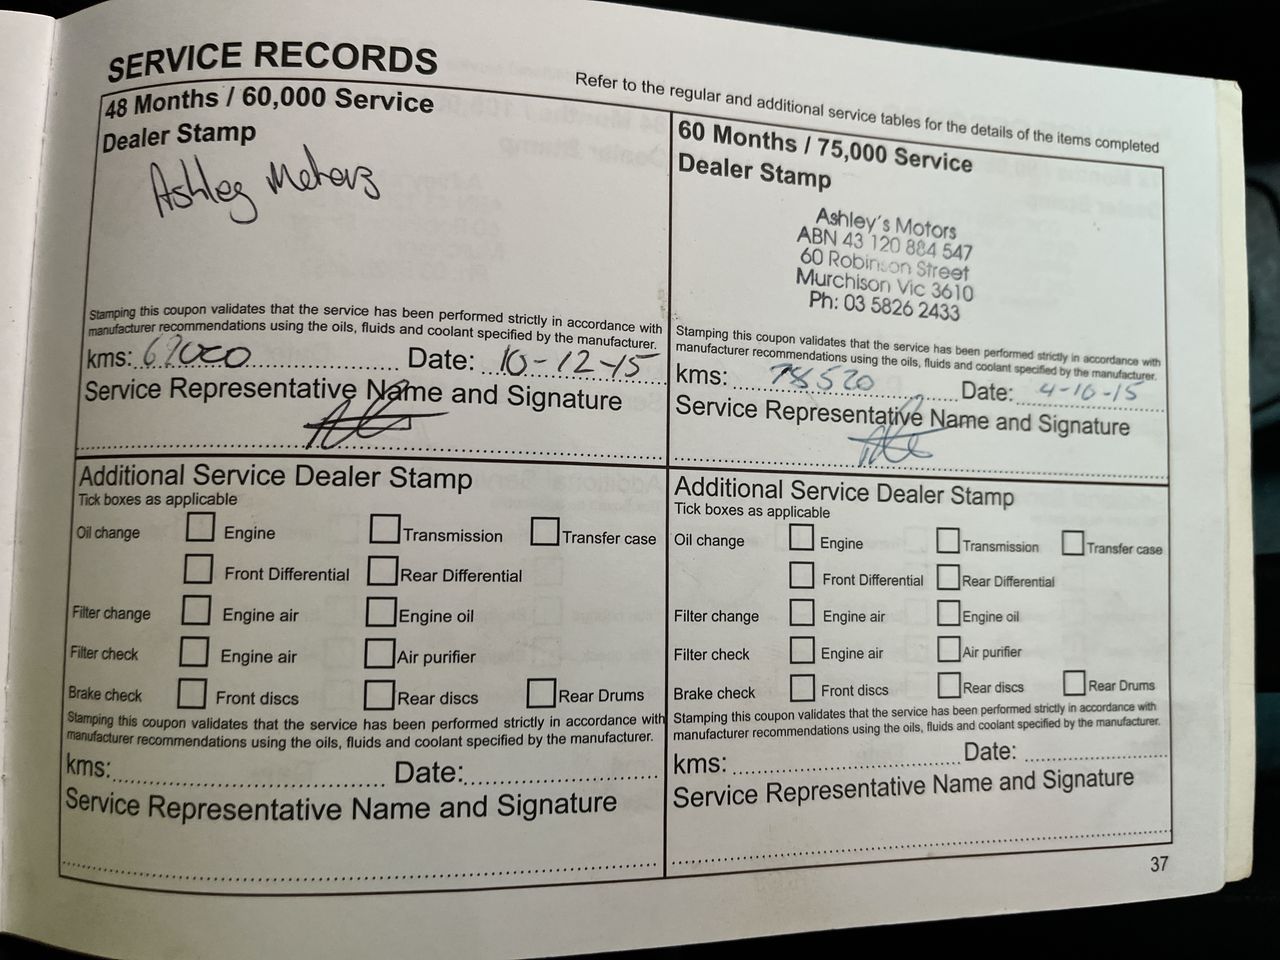 SERVICE RECORDS
Refer to the regular and additional service tables for the details of the items completed
48 Months / 60,000 Service
Dealer Stamp
Ashley Motors
Stamping this coupon validates that the service has been performed strictly in accordance with
manufacturer recommendations using the oils, fluids and coolant specified by the manufacturer.
kms: Date: 10-12-15
Service Representative Name and Signature
Additional Service Dealer Stamp
Tick boxes as applicable
Oil change Engine Transmission Transfer case
Front Differential Rear Differential
Filter change Engine air Engine oil
Filter check Engine air Air purifier
Brake check Front discs Rear discs Rear Drums
Stamping this coupon validates that the service has been performed strictly in accordance with
manufacturer recommendations using the oils, fluids and coolant specified by the manufacturer.
kms: Date:
Service Representative Name and Signature
60 Months / 75,000 Service
Dealer Stamp
Ashley's Motors
ABN 43 120 884 547
60 Robinson Street
Murchison Vic 3610
Ph: 03 5826 2433
Stamping this coupon validates that the service has been performed strictly in accordance with
manufacturer recommendations using the oils, fluids and coolant specified by the manufacturer.
kms: 78520 Date: 4-10-15
Service Representative Name and Signature
Additional Service Dealer Stamp
Tick boxes as applicable
Oil change Engine Transmission Transfer case
Front Differential Rear Differential
Filter change Engine air Engine oil
Filter check Engine air Air purifier
Brake check Front discs Rear discs Rear Drums
Stamping this coupon validates that the service has been performed strictly in accordance with
manufacturer recommendations using the oils, fluids and coolant specified by the manufacturer.
kms: Date:
Service Representative Name and Signature
37